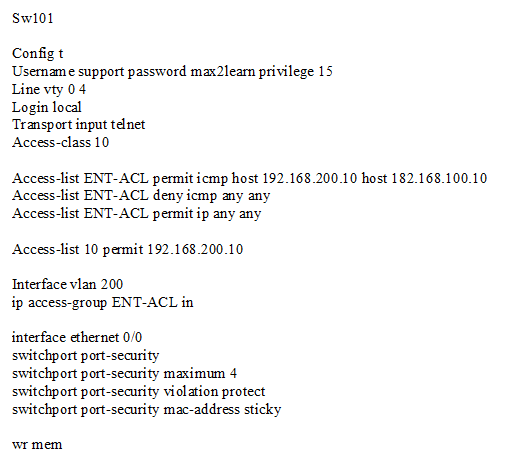 Sw101
Config t
Username support password max2learn privilege 15
Line vty 0 4
Login local
Transport input telnet
Access-class 10
Access-list ENT-ACL permit icmp host 192.168.200.10 host 182.168.100.10
Access-list ENT-ACL deny icmp any any
Access-list ENT-ACL permit ip any any
Access-list 10 permit 192.168.200.10
Interface vlan 200
ip access-group ENT-ACL in
interface ethernet 0/0
switchport port-security
switchport port-security maximum 4
switchport port-security violation protect
switchport port-security mac-address sticky
wr mem